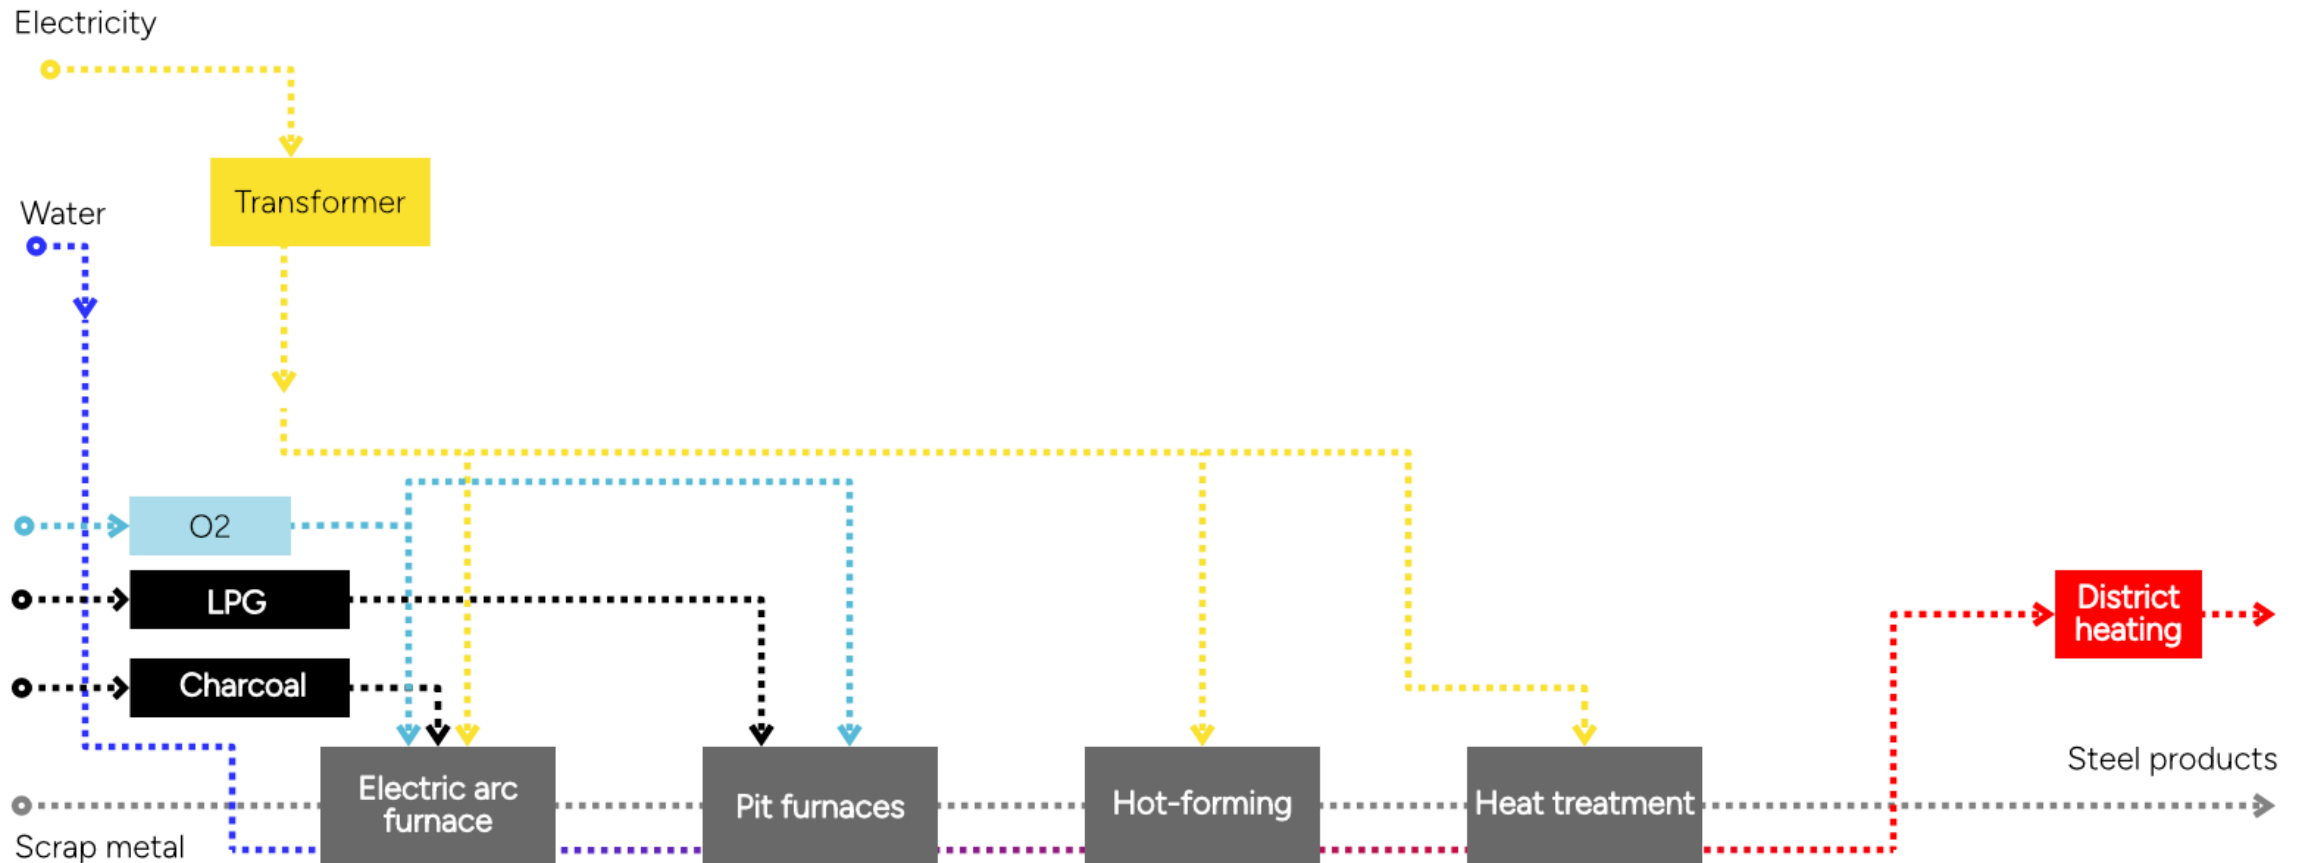 Electricity
Transformer
Water
O2
LPG
Charcoal
District
heating
Steel products
Electric arc
furnace
Pit furnaces
Hot-forming
Heat treatment
Scrap metal